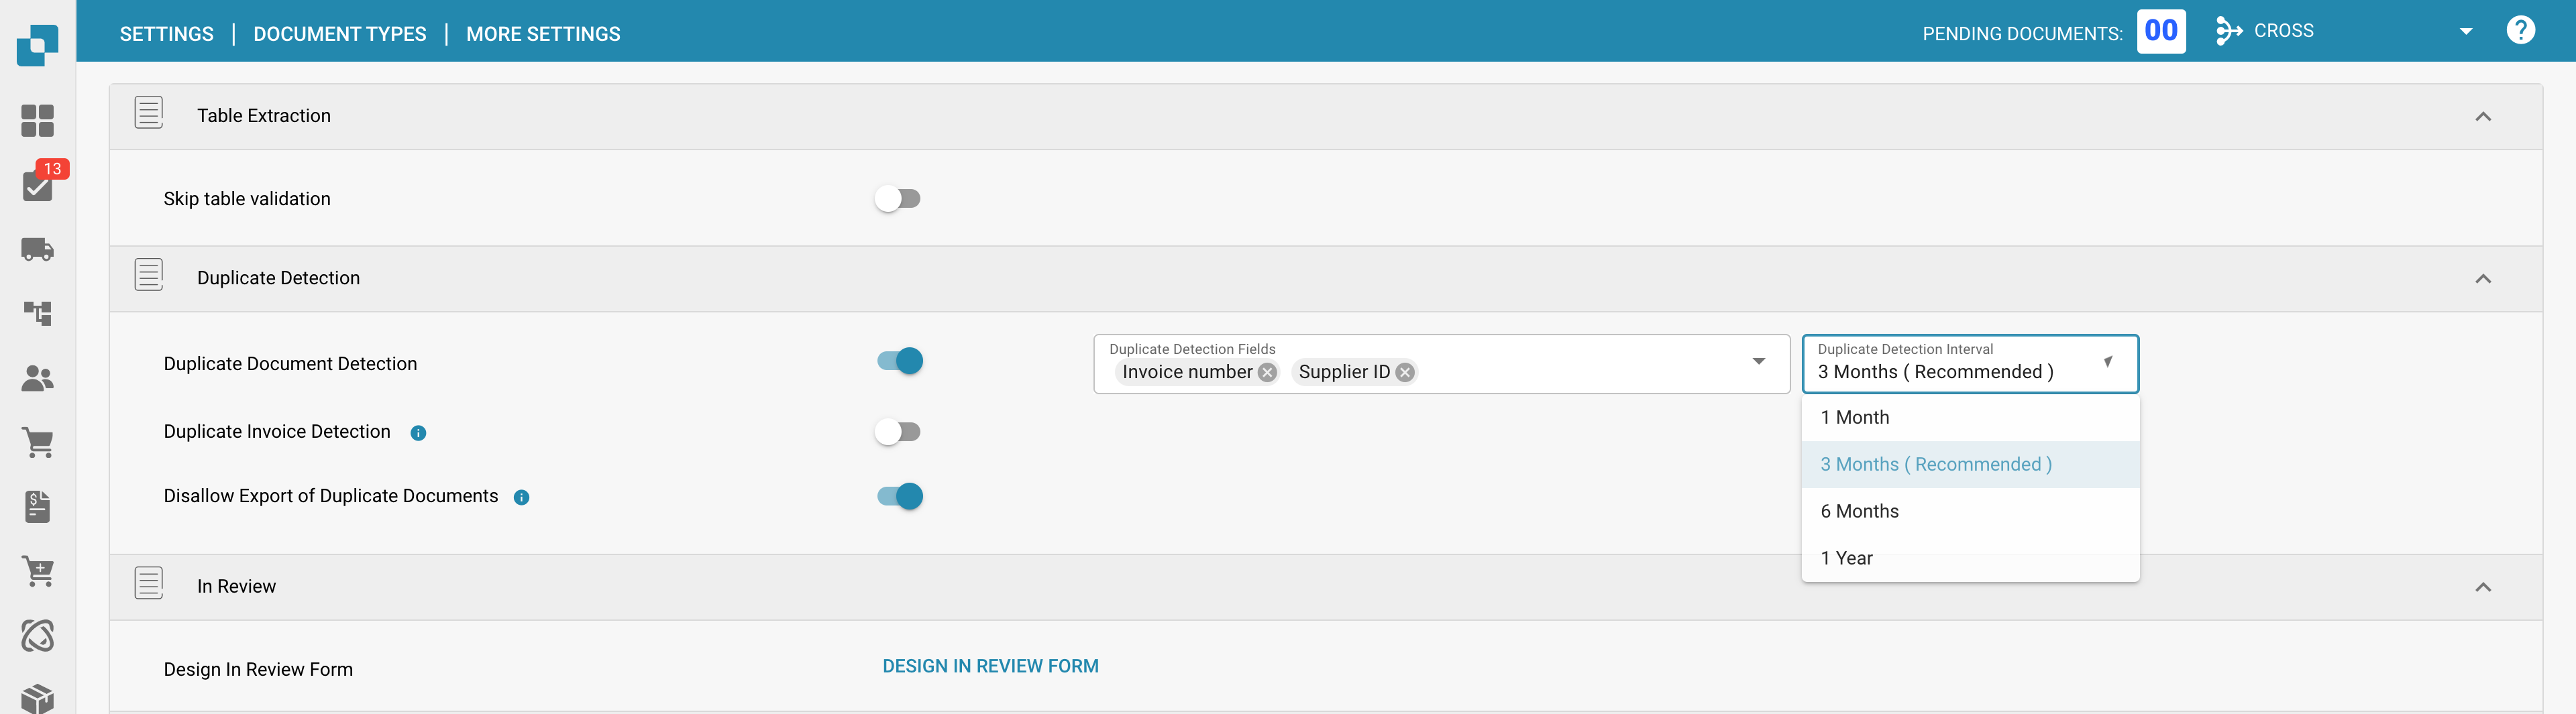 SETTINGS | DOCUMENT TYPES | MORE SETTINGS PENDING DOCUMENTS: 00 CROSS ?
Table Extraction
13
Skip table validation
Duplicate Detection
Duplicate Document Detection
Duplicate Detection Fields
Invoice number Supplier ID
Duplicate Detection Interval
3 Months ( Recommended )
1 Month
3 Months ( Recommended )
6 Months
1 Year
Duplicate Invoice Detection i
Disallow Export of Duplicate Documents i
In Review
Design In Review Form DESIGN IN REVIEW FORM